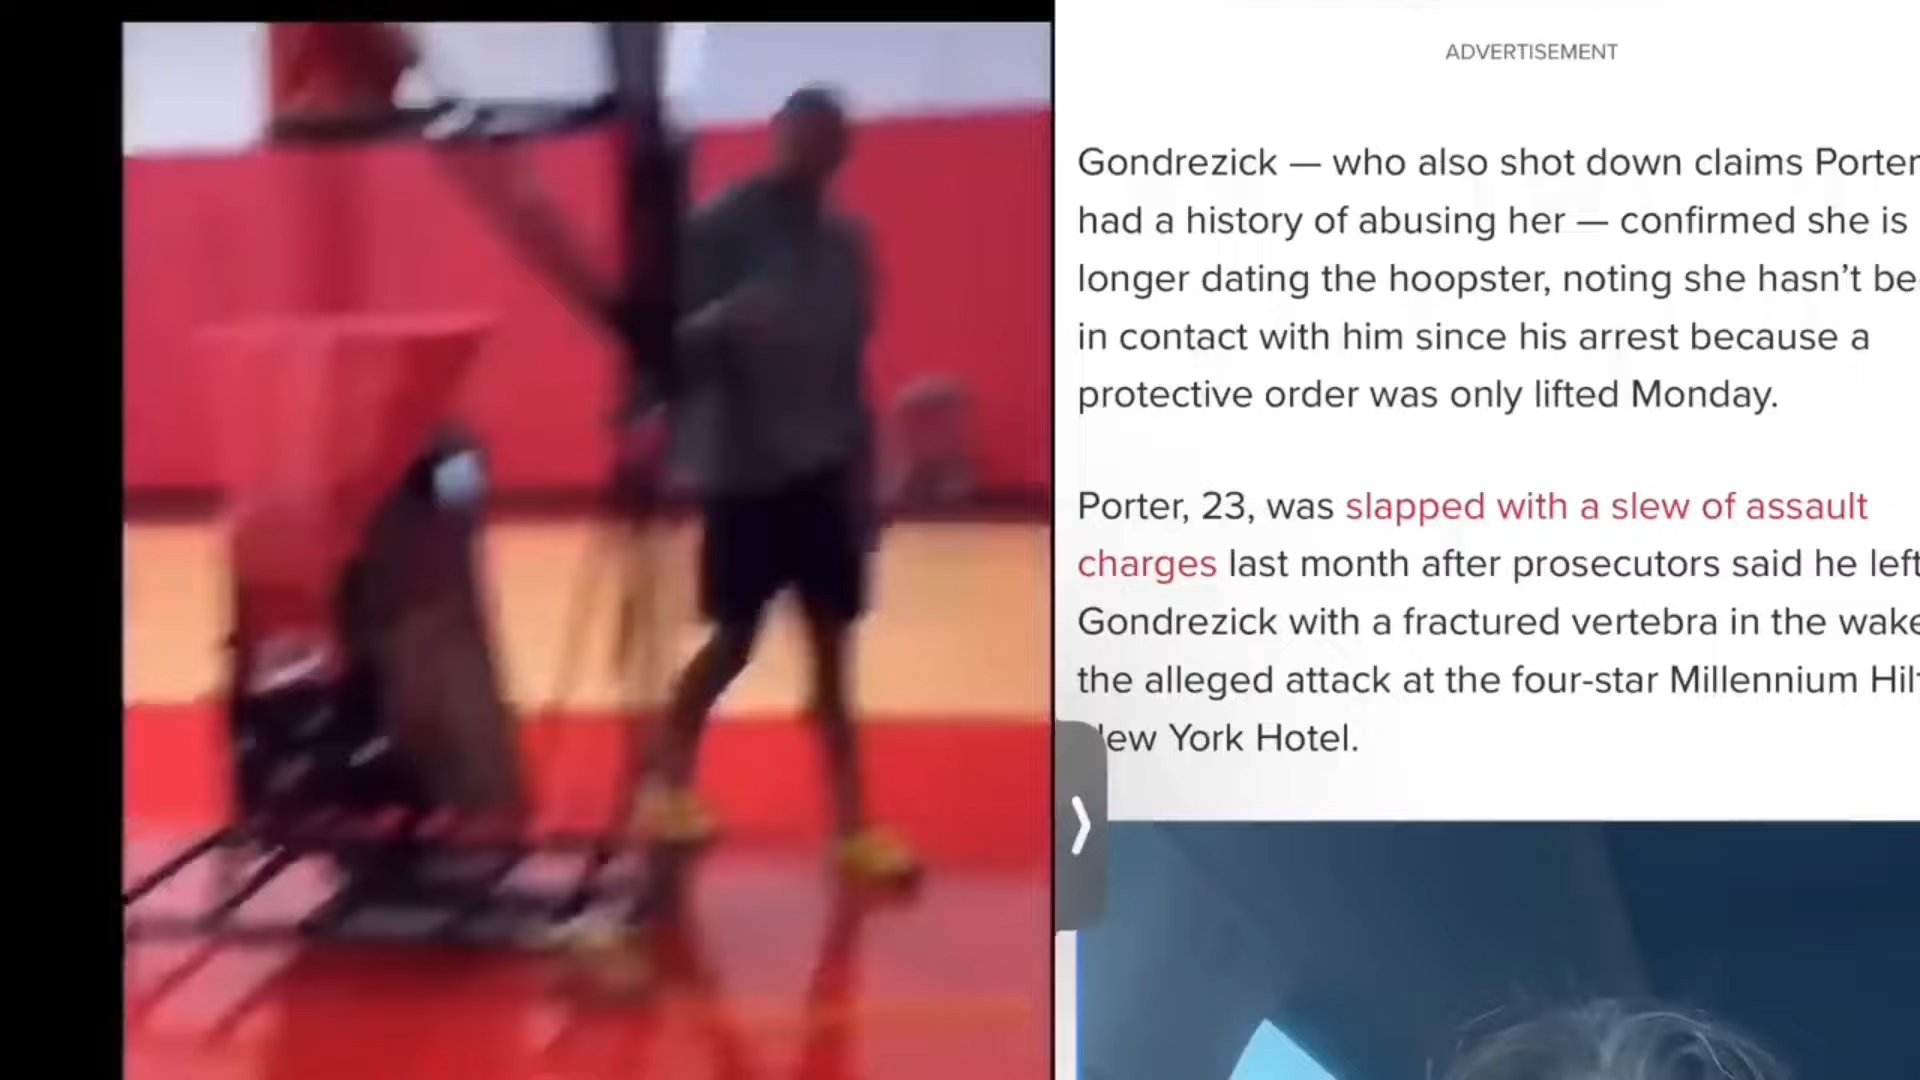 ADVERTISEMENT
Gondrezick — who also shot down claims Porter
had a history of abusing her — confirmed she is
longer dating the hoopster, noting she hasn’t be
in contact with him since his arrest because a
protective order was only lifted Monday.
Porter, 23, was slapped with a slew of assault
charges last month after prosecutors said he left
Gondrezick with a fractured vertebra in the wake
the alleged attack at the four-star Millennium Hilt
ew York Hotel.